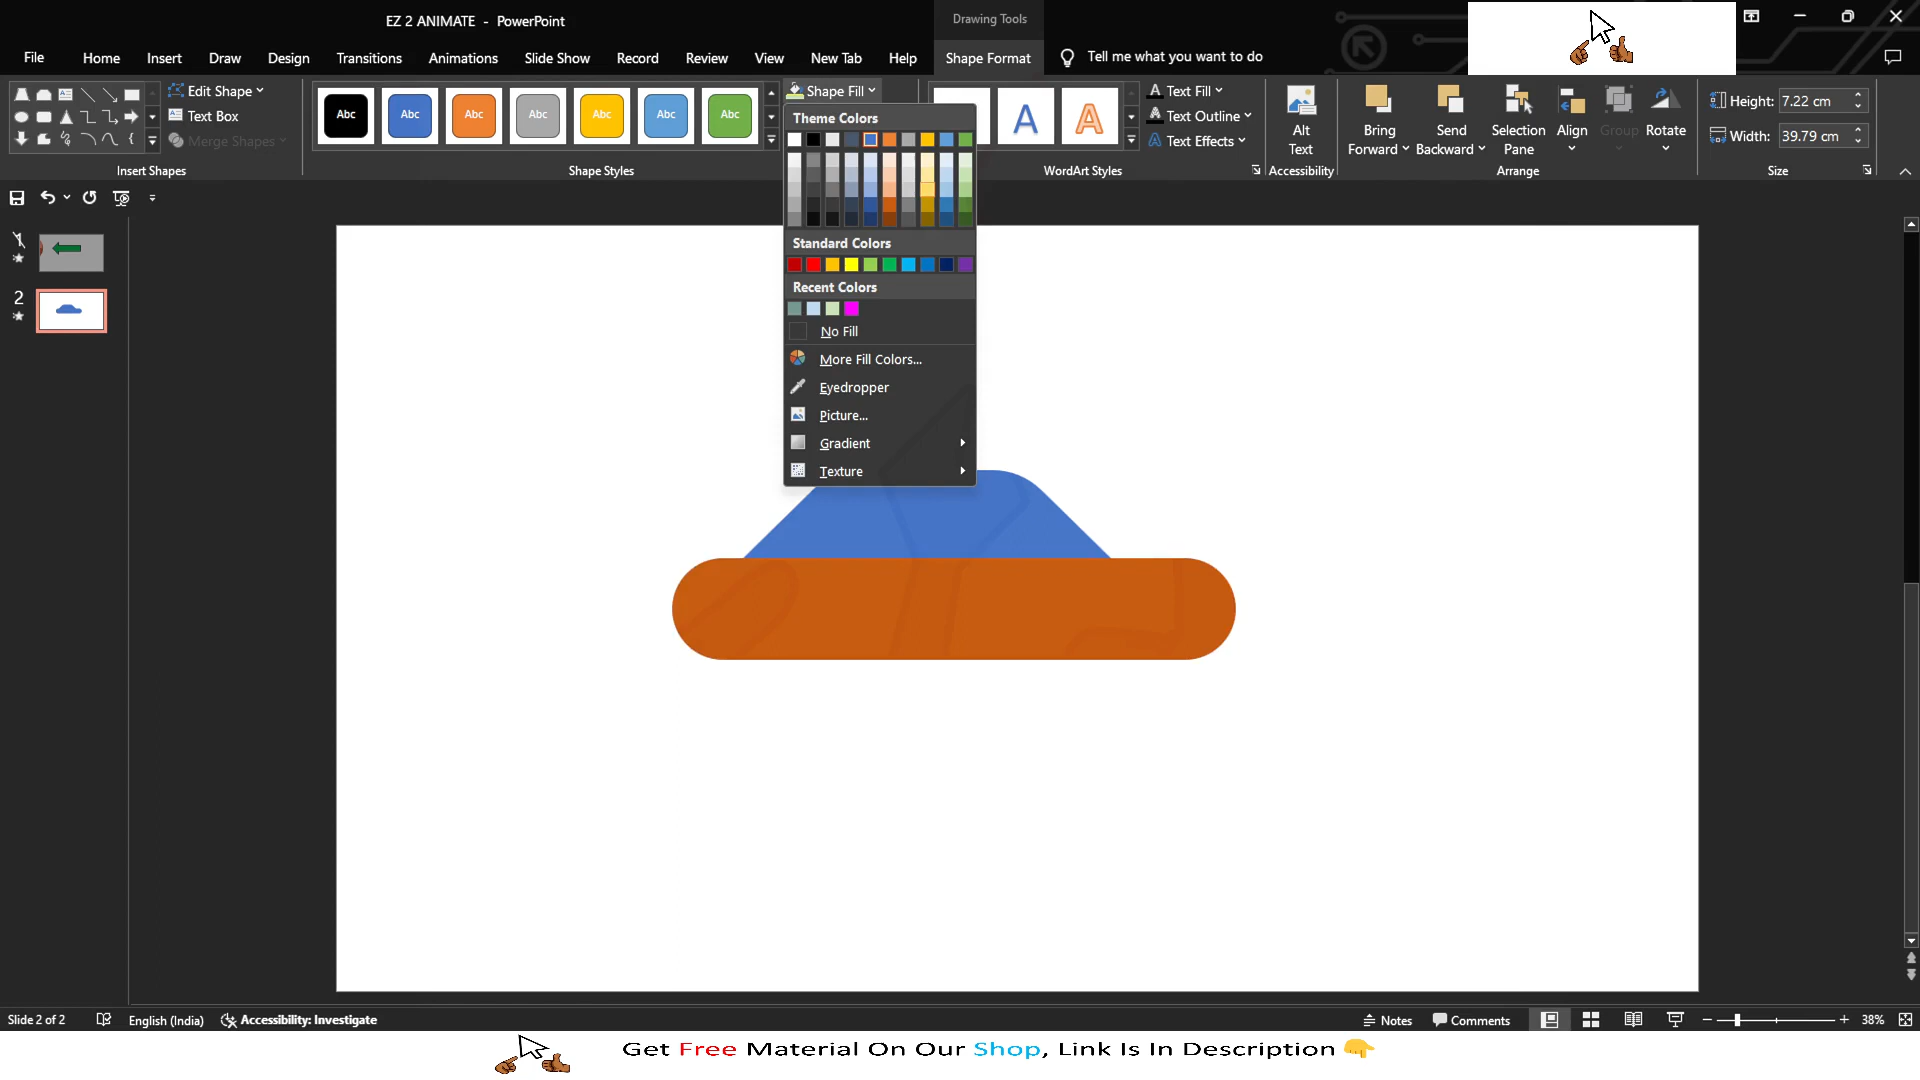 EZ 2 ANIMATE - PowerPoint
Drawing Tools
File Home Insert Draw Design Transitions Animations Slide Show Record Review View New Tab Help Shape Format Tell me what you want to do
Edit Shape
Text Box
Merge Shapes
Insert Shapes
Abc Abc Abc Abc Abc Abc Abc
Shape Styles
Shape Fill
Theme Colors
Standard Colors
Recent Colors
No Fill
More Fill Colors...
Eyedropper
Picture...
Gradient
Texture
A A
Text Fill
Text Outline
Text Effects
WordArt Styles
Alt
Text
Accessibility
Bring
Forward
Send
Backward
Selection
Pane
Align
Group
Rotate
Arrange
Height: 7.22 cm
Width: 39.79 cm
Size
1
2
Slide 2 of 2
English (India)
Accessibility: Investigate
Notes
Comments
38%
Get Free Material On Our Shop, Link Is In Description